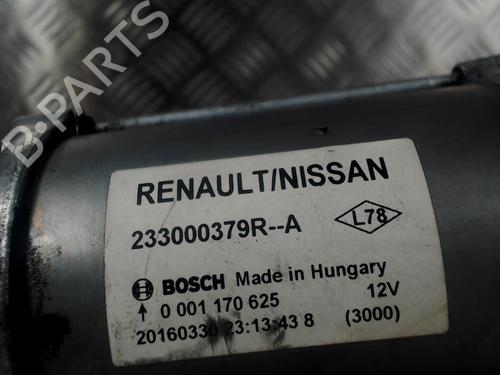 RENAULT/NISSAN
233000379R--A
L78
BOSCH Made in Hungary
↑ 0 001 170 625 12V
20160330 23:13:43 8 (3000)
B-PARTS